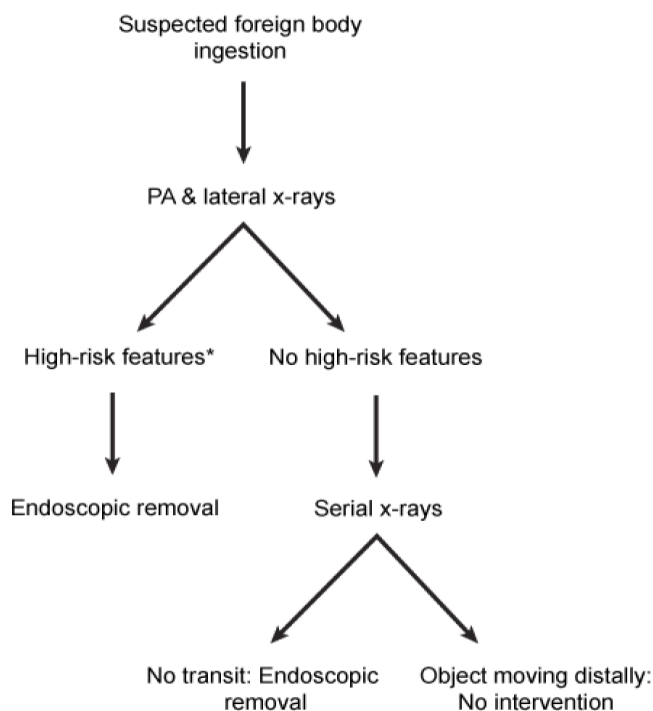 Suspected foreign body
ingestion
PA & lateral x-rays
High-risk features*
No high-risk features
Endoscopic removal
Serial x-rays
No transit: Endoscopic
removal
Object moving distally:
No intervention